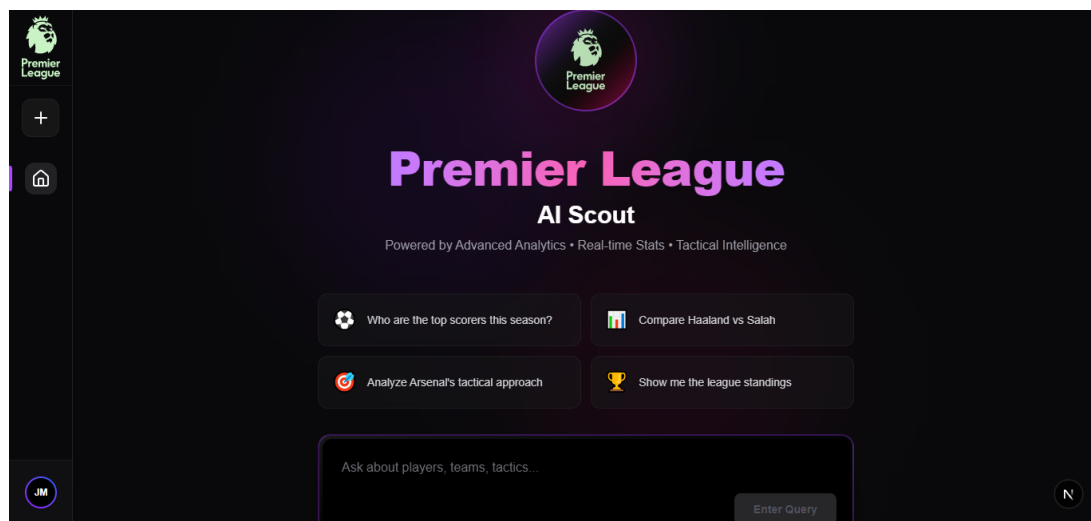 Premier
League
Premier
League
Premier League
AI Scout
Powered by Advanced Analytics • Real-time Stats • Tactical Intelligence
Who are the top scorers this season?
Compare Haaland vs Salah
Analyze Arsenal's tactical approach
Show me the league standings
Ask about players, teams, tactics...
Enter Query
JM
N